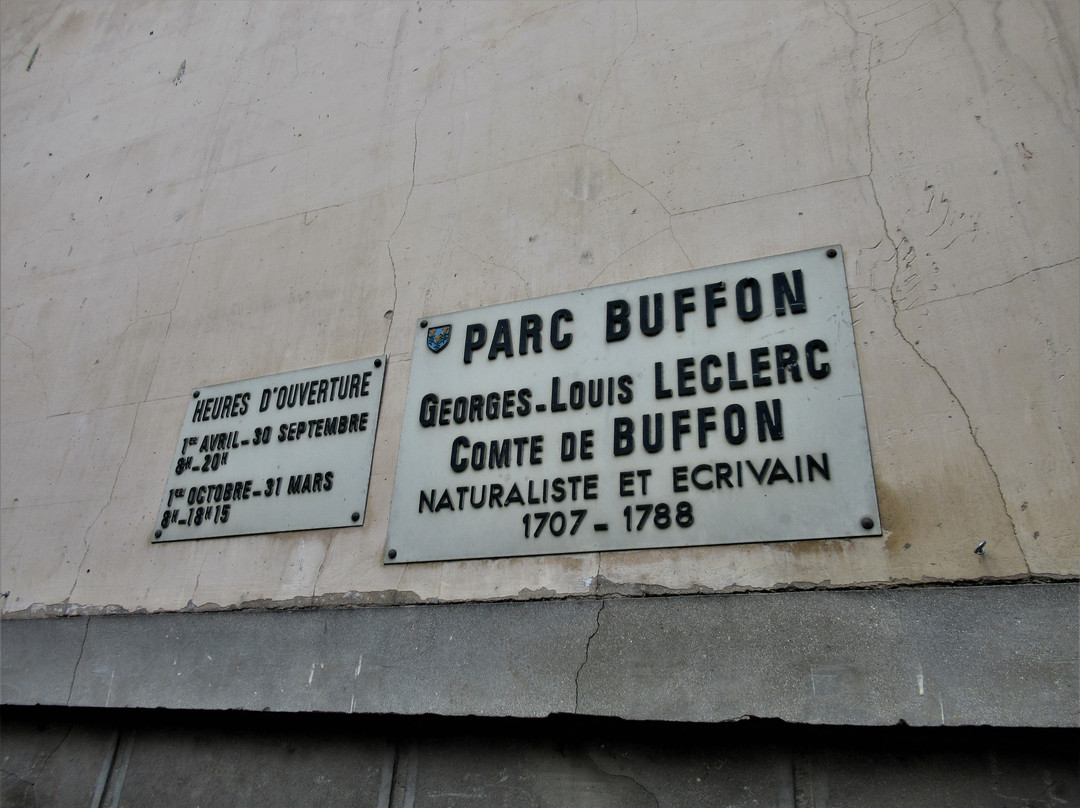 HEURES D'OUVERTURE
1ER AVRIL-30 SEPTEMBRE
8H-20H
1ER OCTOBRE-31 MARS
8H-18H15
PARC BUFFON
GEORGES-LOUIS LECLERC
COMTE DE BUFFON
NATURALISTE ET ECRIVAIN
1707-1788